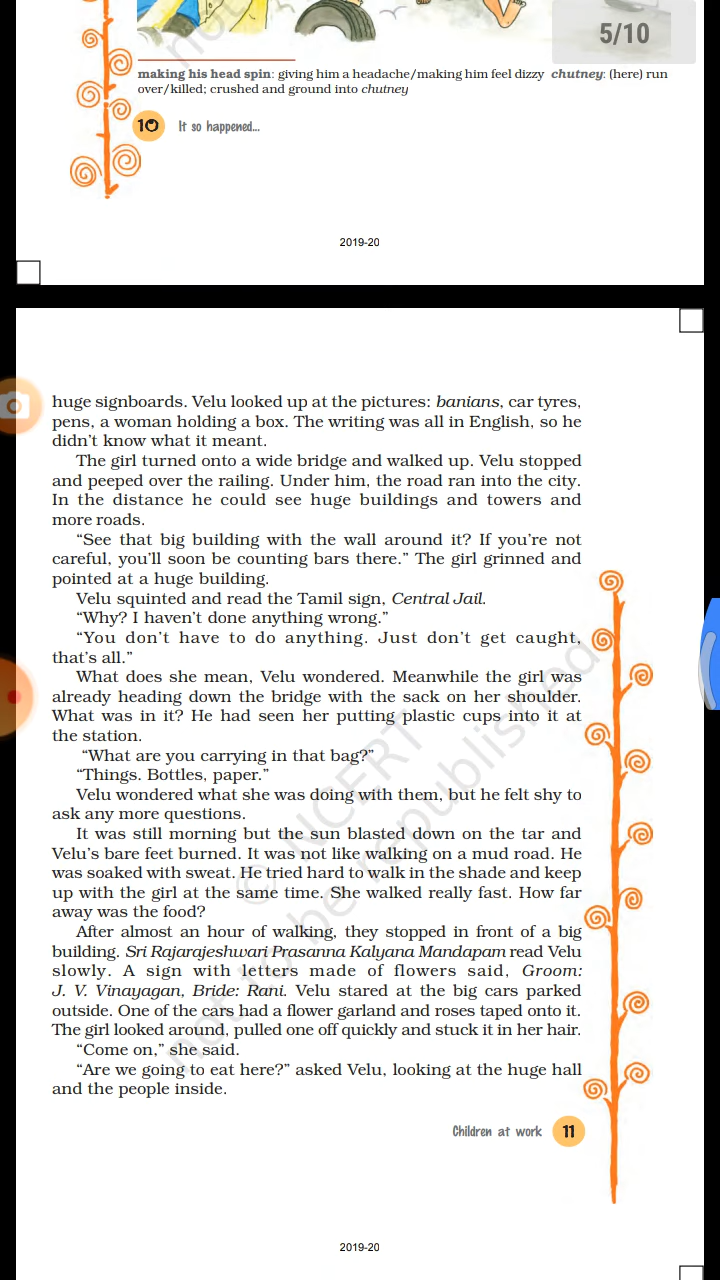 5/10
making his head spin: giving him a headache/making him feel dizzy chutney: (here) run
over/killed; crushed and ground into chutney
10 It so happened...
2019-20
huge signboards. Velu looked up at the pictures: banians, car tyres,
pens, a woman holding a box. The writing was all in English, so he
didn’t know what it meant.
The girl turned onto a wide bridge and walked up. Velu stopped
and peeped over the railing. Under him, the road ran into the city.
In the distance he could see huge buildings and towers and
more roads.
“See that big building with the wall around it? If you’re not
careful, you’ll soon be counting bars there.” The girl grinned and
pointed at a huge building.
Velu squinted and read the Tamil sign, Central Jail.
“Why? I haven’t done anything wrong.”
“You don’t have to do anything. Just don’t get caught,
that’s all.”
What does she mean, Velu wondered. Meanwhile the girl was
already heading down the bridge with the sack on her shoulder.
What was in it? He had seen her putting plastic cups into it at
the station.
“What are you carrying in that bag?”
“Things. Bottles, paper.”
Velu wondered what she was doing with them, but he felt shy to
ask any more questions.
It was still morning but the sun blasted down on the tar and
Velu’s bare feet burned. It was not like walking on a mud road. He
was soaked with sweat. He tried hard to walk in the shade and keep
up with the girl at the same time. She walked really fast. How far
away was the food?
After almost an hour of walking, they stopped in front of a big
building. Sri Rajarajeshwari Prasanna Kalyana Mandapam read Velu
slowly. A sign with letters made of flowers said, Groom:
J. V. Vinayagan, Bride: Rani. Velu stared at the big cars parked
outside. One of the cars had a flower garland and roses taped onto it.
The girl looked around, pulled one off quickly and stuck it in her hair.
“Come on,” she said.
“Are we going to eat here?” asked Velu, looking at the huge hall
and the people inside.
© NCERT
not to be republished
Children at work 11
2019-20